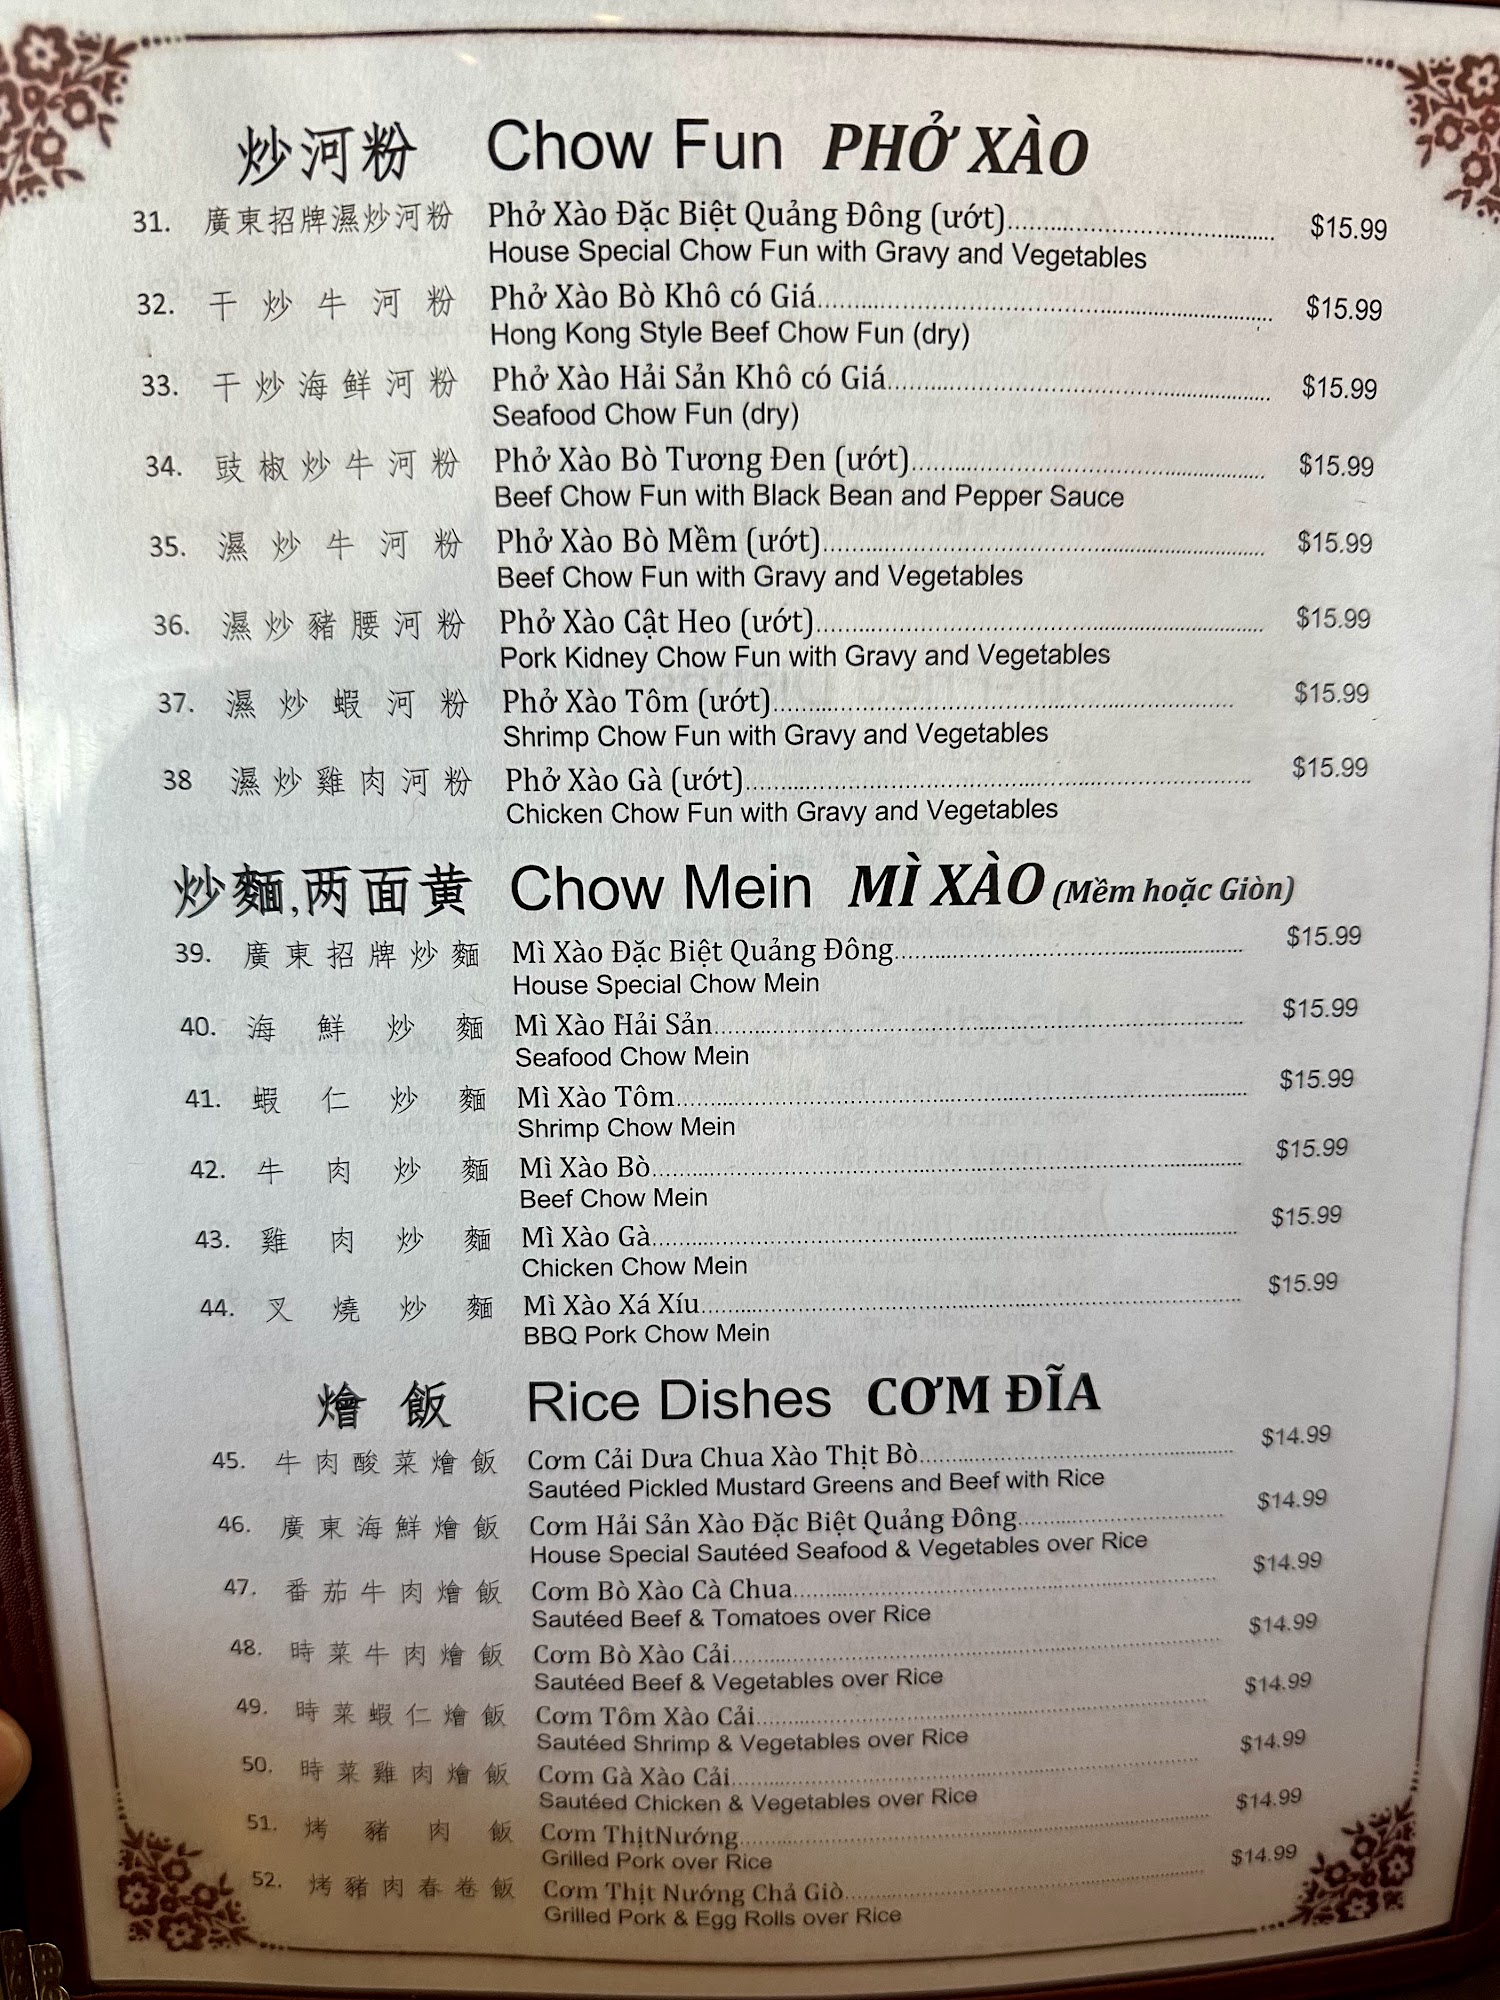 炒河粉 Chow Fun PHỞ XÀO
31. 廣東招牌濕炒河粉 Phở Xào Đặc Biệt Quảng Đông (ướt) $15.99
House Special Chow Fun with Gravy and Vegetables
32. 干炒牛河粉 Phở Xào Bò Khô có Giá $15.99
Hong Kong Style Beef Chow Fun (dry)
33. 干炒海鮮河粉 Phở Xào Hải Sản Khô có Giá $15.99
Seafood Chow Fun (dry)
34. 豉椒炒牛河粉 Phở Xào Bò Tương Đen (ướt) $15.99
Beef Chow Fun with Black Bean and Pepper Sauce
35. 濕炒牛河粉 Phở Xào Bò Mềm (ướt) $15.99
Beef Chow Fun with Gravy and Vegetables
36. 濕炒豬腰河粉 Phở Xào Cật Heo (ướt) $15.99
Pork Kidney Chow Fun with Gravy and Vegetables
37. 濕炒蝦河粉 Phở Xào Tôm (ướt) $15.99
Shrimp Chow Fun with Gravy and Vegetables
38 濕炒雞肉河粉 Phở Xào Gà (ướt) $15.99
Chicken Chow Fun with Gravy and Vegetables
炒麵,两面黄 Chow Mein MÌ XÀO (Mềm hoặc Giòn)
39. 廣東招牌炒麵 Mì Xào Đặc Biệt Quảng Đông $15.99
House Special Chow Mein
40. 海鮮炒麵 Mì Xào Hải Sản $15.99
Seafood Chow Mein
41. 蝦仁炒麵 Mì Xào Tôm $15.99
Shrimp Chow Mein
42. 牛肉炒麵 Mì Xào Bò $15.99
Beef Chow Mein
43. 雞肉炒麵 Mì Xào Gà $15.99
Chicken Chow Mein
44. 叉燒炒麵 Mì Xào Xá Xíu $15.99
BBQ Pork Chow Mein
燴飯 Rice Dishes CƠM ĐĨA
45. 牛肉酸菜燴飯 Cơm Cải Dưa Chua Xào Thịt Bò $14.99
Sautéed Pickled Mustard Greens and Beef with Rice
46. 廣東海鮮燴飯 Cơm Hải Sản Xào Đặc Biệt Quảng Đông $14.99
House Special Sautéed Seafood & Vegetables over Rice
47. 番茄牛肉燴飯 Cơm Bò Xào Cà Chua $14.99
Sautéed Beef & Tomatoes over Rice
48. 時菜牛肉燴飯 Cơm Bò Xào Cải $14.99
Sautéed Beef & Vegetables over Rice
49. 時菜蝦仁燴飯 Cơm Tôm Xào Cải $14.99
Sautéed Shrimp & Vegetables over Rice
50. 時菜雞肉燴飯 Cơm Gà Xào Cải $14.99
Sautéed Chicken & Vegetables over Rice
51. 烤豬肉飯 Cơm ThịtNướng $14.99
Grilled Pork over Rice
52. 烤豬肉春卷飯 Cơm Thịt Nướng Chả Giò $14.99
Grilled Pork & Egg Rolls over Rice